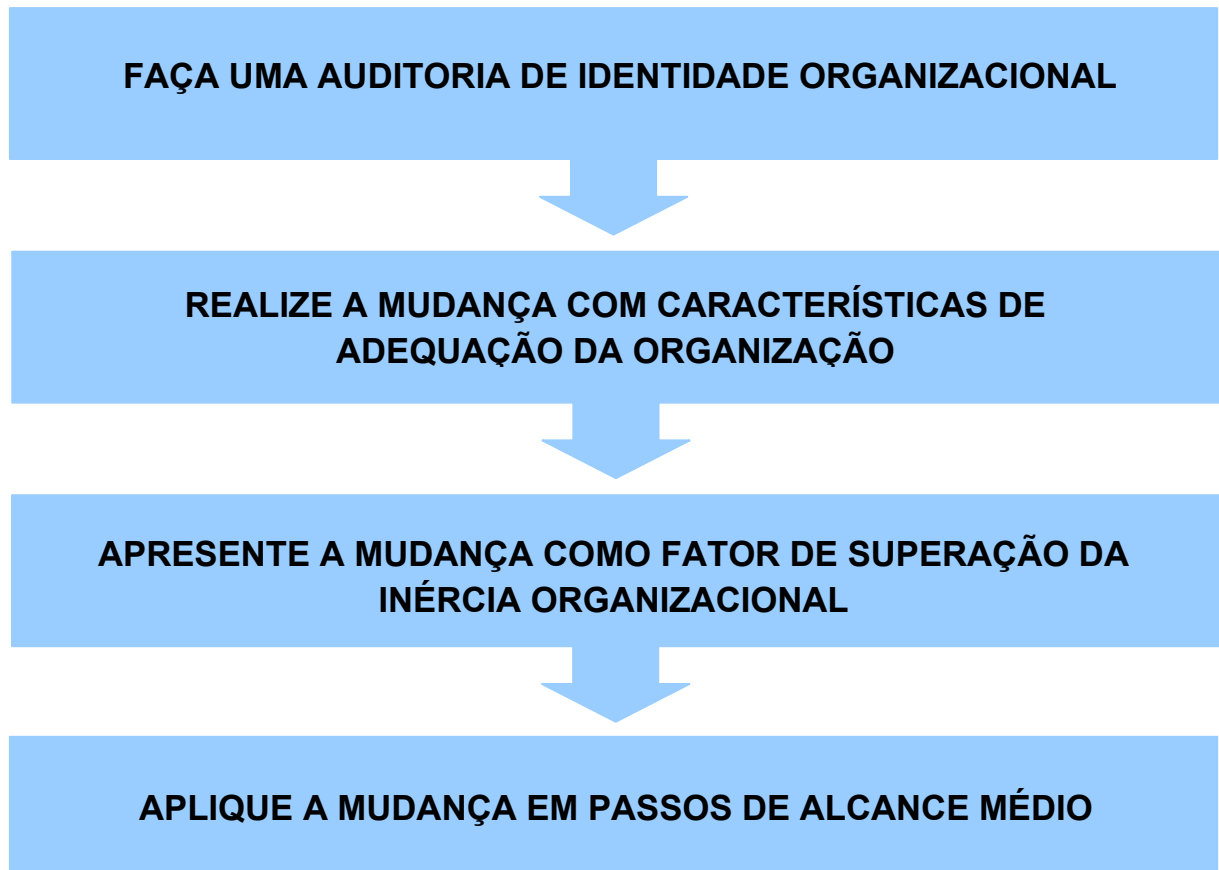 FAÇA UMA AUDITORIA DE IDENTIDADE ORGANIZACIONAL
REALIZE A MUDANÇA COM CARACTERÍSTICAS DE
ADEQUAÇÃO DA ORGANIZAÇÃO
APRESENTE A MUDANÇA COMO FATOR DE SUPERAÇÃO DA
INÉRCIA ORGANIZACIONAL
APLIQUE A MUDANÇA EM PASSOS DE ALCANCE MÉDIO